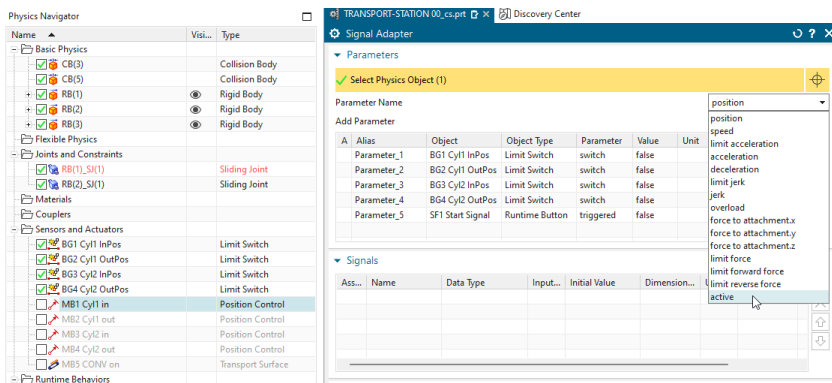 Physics Navigator
Name Visi... Type
Basic Physics
CB(3) Collision Body
CB(5) Collision Body
RB(1) Rigid Body
RB(2) Rigid Body
RB(3) Rigid Body
Flexible Physics
Joints and Constraints
RB(1)_SJ(1) Sliding Joint
RB(2)_SJ(1) Sliding Joint
Materials
Couplers
Sensors and Actuators
BG1 Cyl1 InPos Limit Switch
BG2 Cyl1 OutPos Limit Switch
BG3 Cyl2 InPos Limit Switch
BG4 Cyl2 OutPos Limit Switch
MB1 Cyl1 in Position Control
MB2 Cyl1 out Position Control
MB3 Cyl2 in Position Control
MB4 Cyl2 out Position Control
MB5 CONV on Transport Surface
Runtime Behaviors
TRANSPORT-STATION 00_cs.prt Discovery Center
Signal Adapter
Parameters
Select Physics Object (1)
Parameter Name position
Add Parameter
A Alias Object Object Type Parameter Value Unit
Parameter_1 BG1 Cyl1 InPos Limit Switch switch false
Parameter_2 BG2 Cyl1 OutPos Limit Switch switch false
Parameter_3 BG3 Cyl2 InPos Limit Switch switch false
Parameter_4 BG4 Cyl2 OutPos Limit Switch switch false
Parameter_5 SF1 Start Signal Runtime Button triggered false
position
speed
limit acceleration
acceleration
deceleration
limit jerk
jerk
overload
force to attachment.x
force to attachment.y
force to attachment.z
limit force
limit forward force
limit reverse force
active
Signals
Ass... Name Data Type Input... Initial Value Dimension...